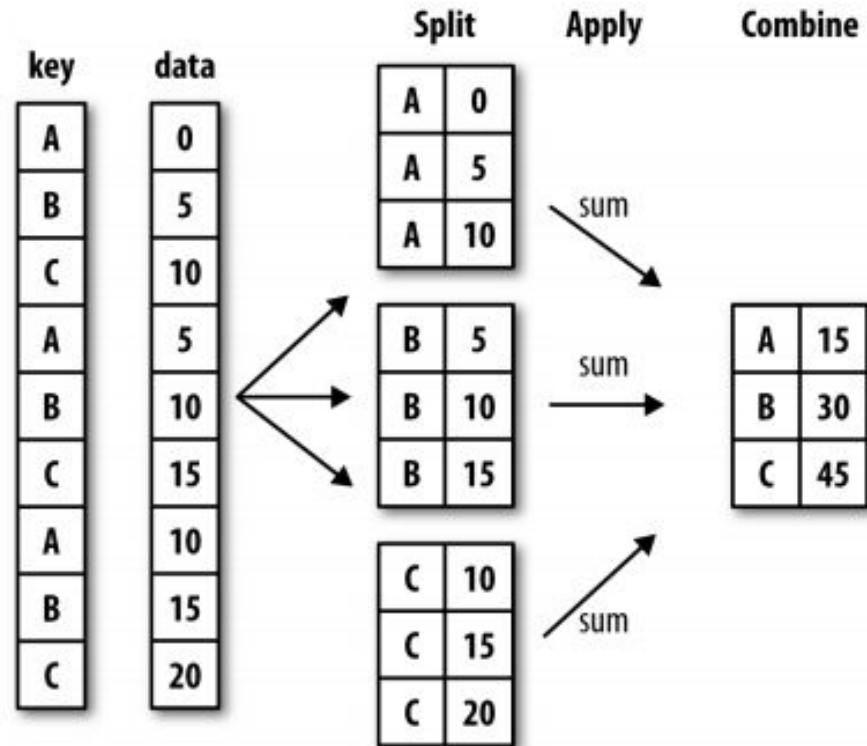 Split Apply Combine
key data
A 0
B 5
C 10
A 5
B 10
C 15
A 10
B 15
C 20
A 0
A 5
A 10
B 5
B 10
B 15
C 10
C 15
C 20
sum
sum
sum
A 15
B 30
C 45